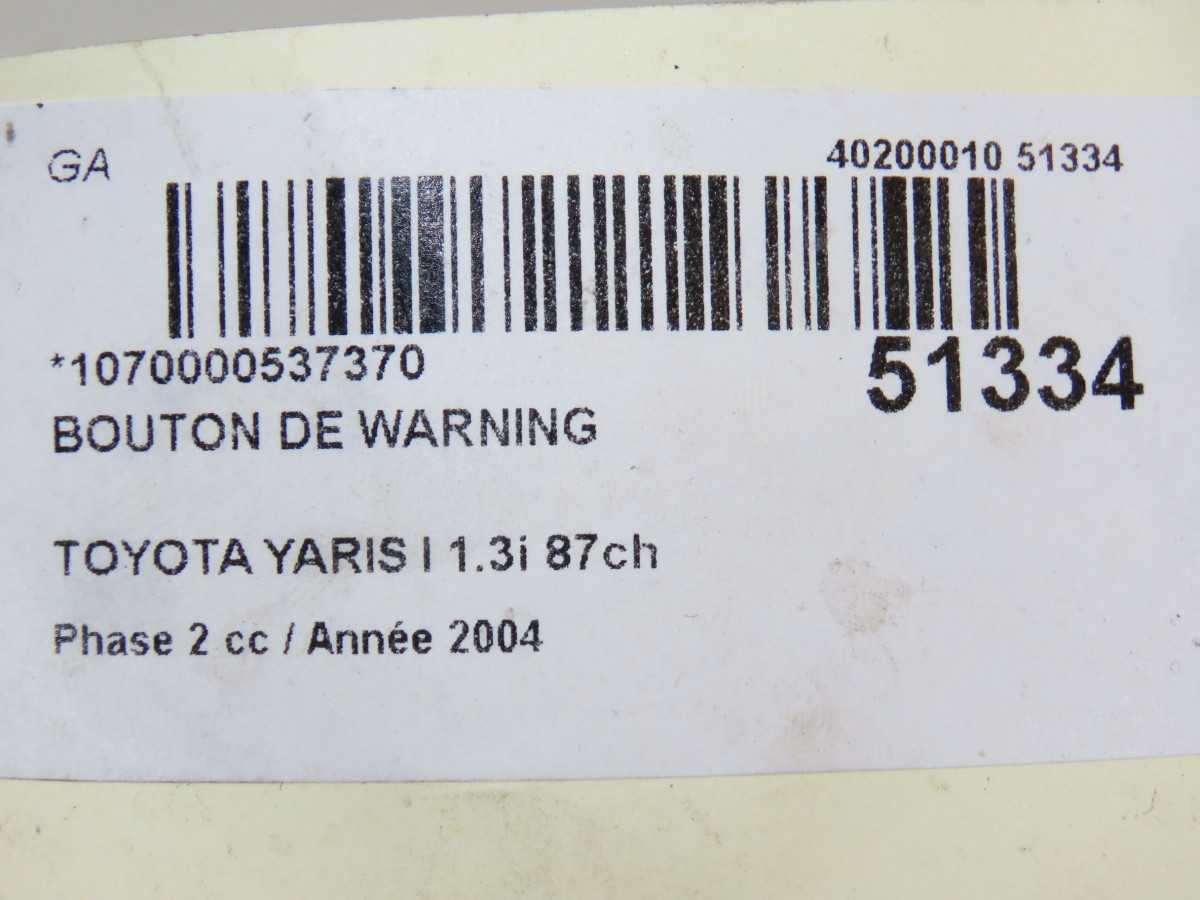 GA
40200010 51334
*1070000537370
51334
BOUTON DE WARNING
TOYOTA YARIS I 1.3i 87ch
Phase 2 cc / Année 2004